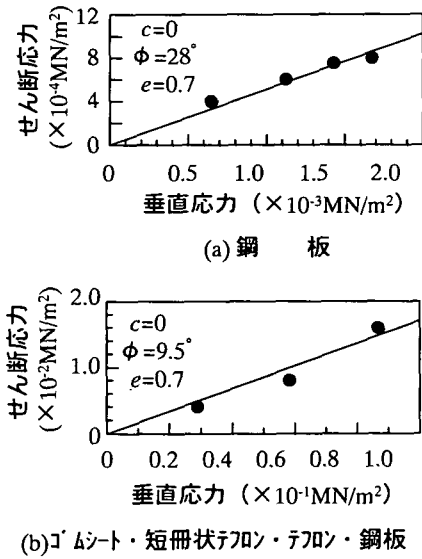 12
8
4
0
せん断応力
(×10⁻⁴MN/m²)
c=0
Φ=28°
e=0.7
0 0.5 1.0 2.0
垂直応力（×10⁻³MN/m²）
(a) 鋼　板
2.0
1.0
0
せん断応力
(×10⁻²MN/m²)
c=0
Φ=9.5°
e=0.7
0 0.2 0.4 0.6 0.8 1.0
垂直応力（×10⁻¹MN/m²）
(b)ゴムシート・短冊状テフロン・テフロン・鋼板